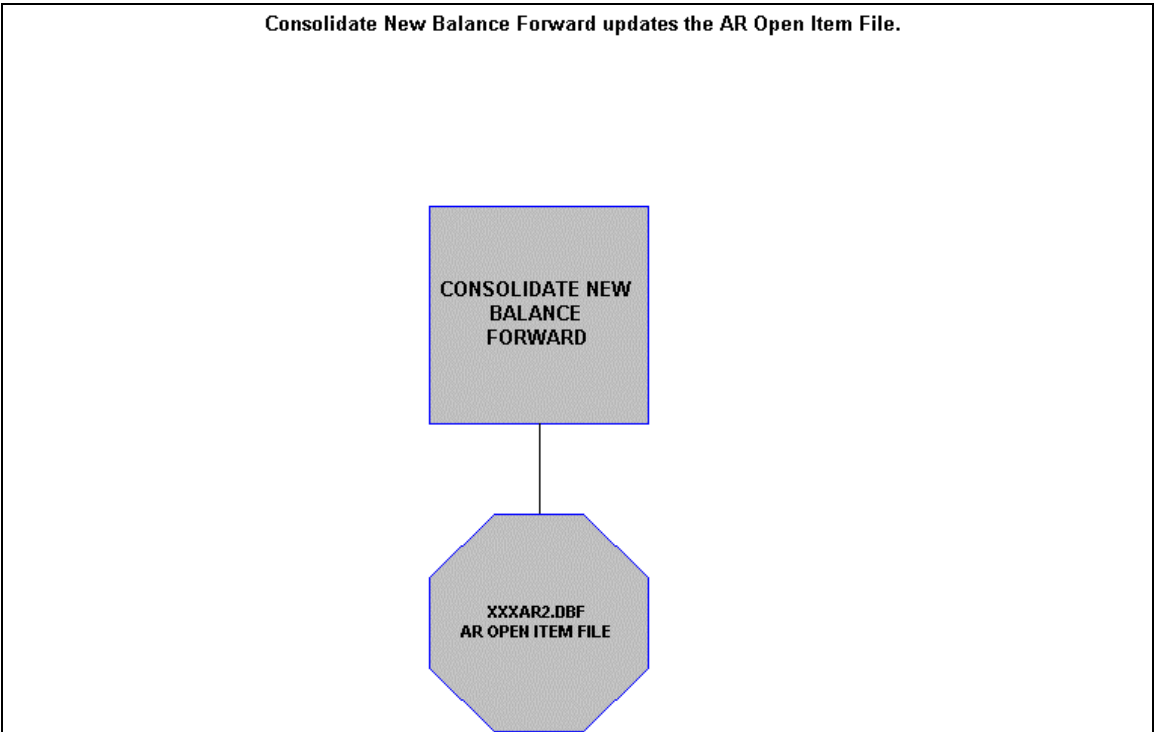 Consolidate New Balance Forward updates the AR Open Item File.
CONSOLIDATE NEW
BALANCE
FORWARD
XXXAR2.DBF
AR OPEN ITEM FILE